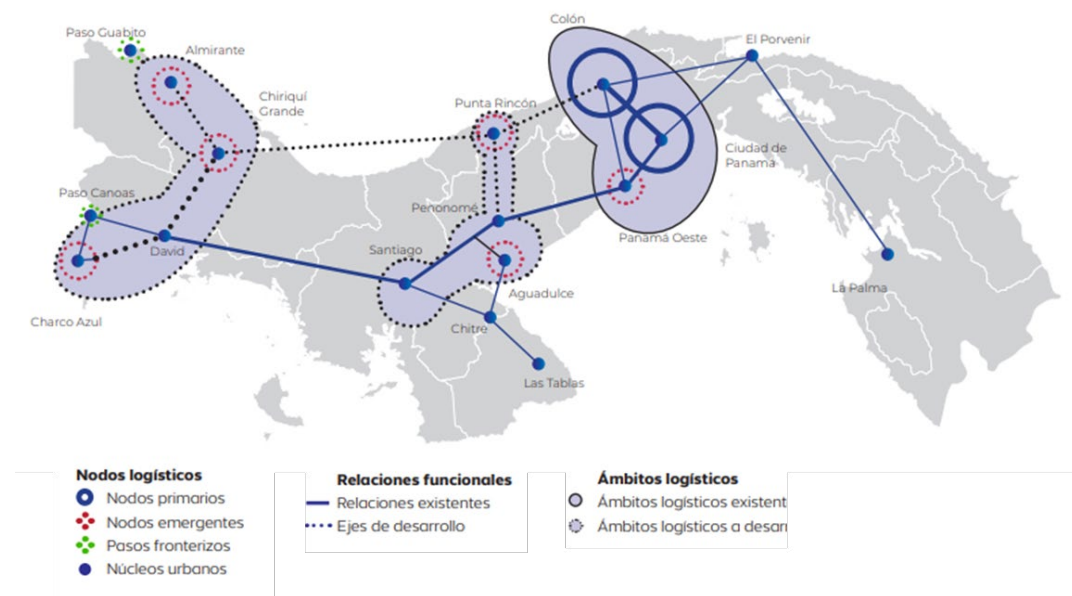 Colón
Paso Guabito
El Porvenir
Almirante
Chiriquí
Grande
Punta Rincón
Ciudad de
Panama
Paso Canoas
Penonomé
David
Santiago
Panamá Oeste
Aguadulce
La Palma
Charco Azul
Chitre
Las Tablas
Nodos logísticos
Nodos primarios
Nodos emergentes
Pasos fronterizos
Núcleos urbanos
Relaciones funcionales
Relaciones existentes
Ejes de desarrollo
Ámbitos logísticos
Ámbitos logísticos existent
Ámbitos logísticos a desarr